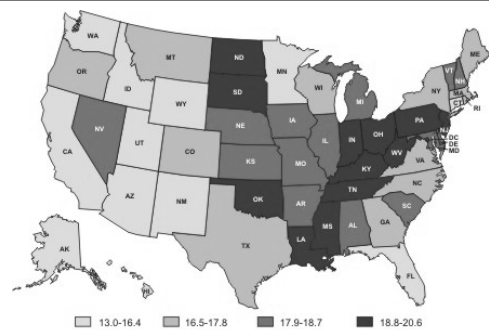 WA
MT
ND
MN
ME
OR
ID
SD
WI
MI
VT
NH
NY
MA
CT
RI
WY
NV
NE
IA
PA
NJ
CA
UT
CO
IL
IN
OH
DC
DE
MD
WV
VA
KS
MO
KY
AZ
NM
OK
AR
TN
NC
SC
TX
LA
MS
AL
GA
FL
AK
HI
13.0-16.4 16.5-17.8 17.9-18.7 18.8-20.6